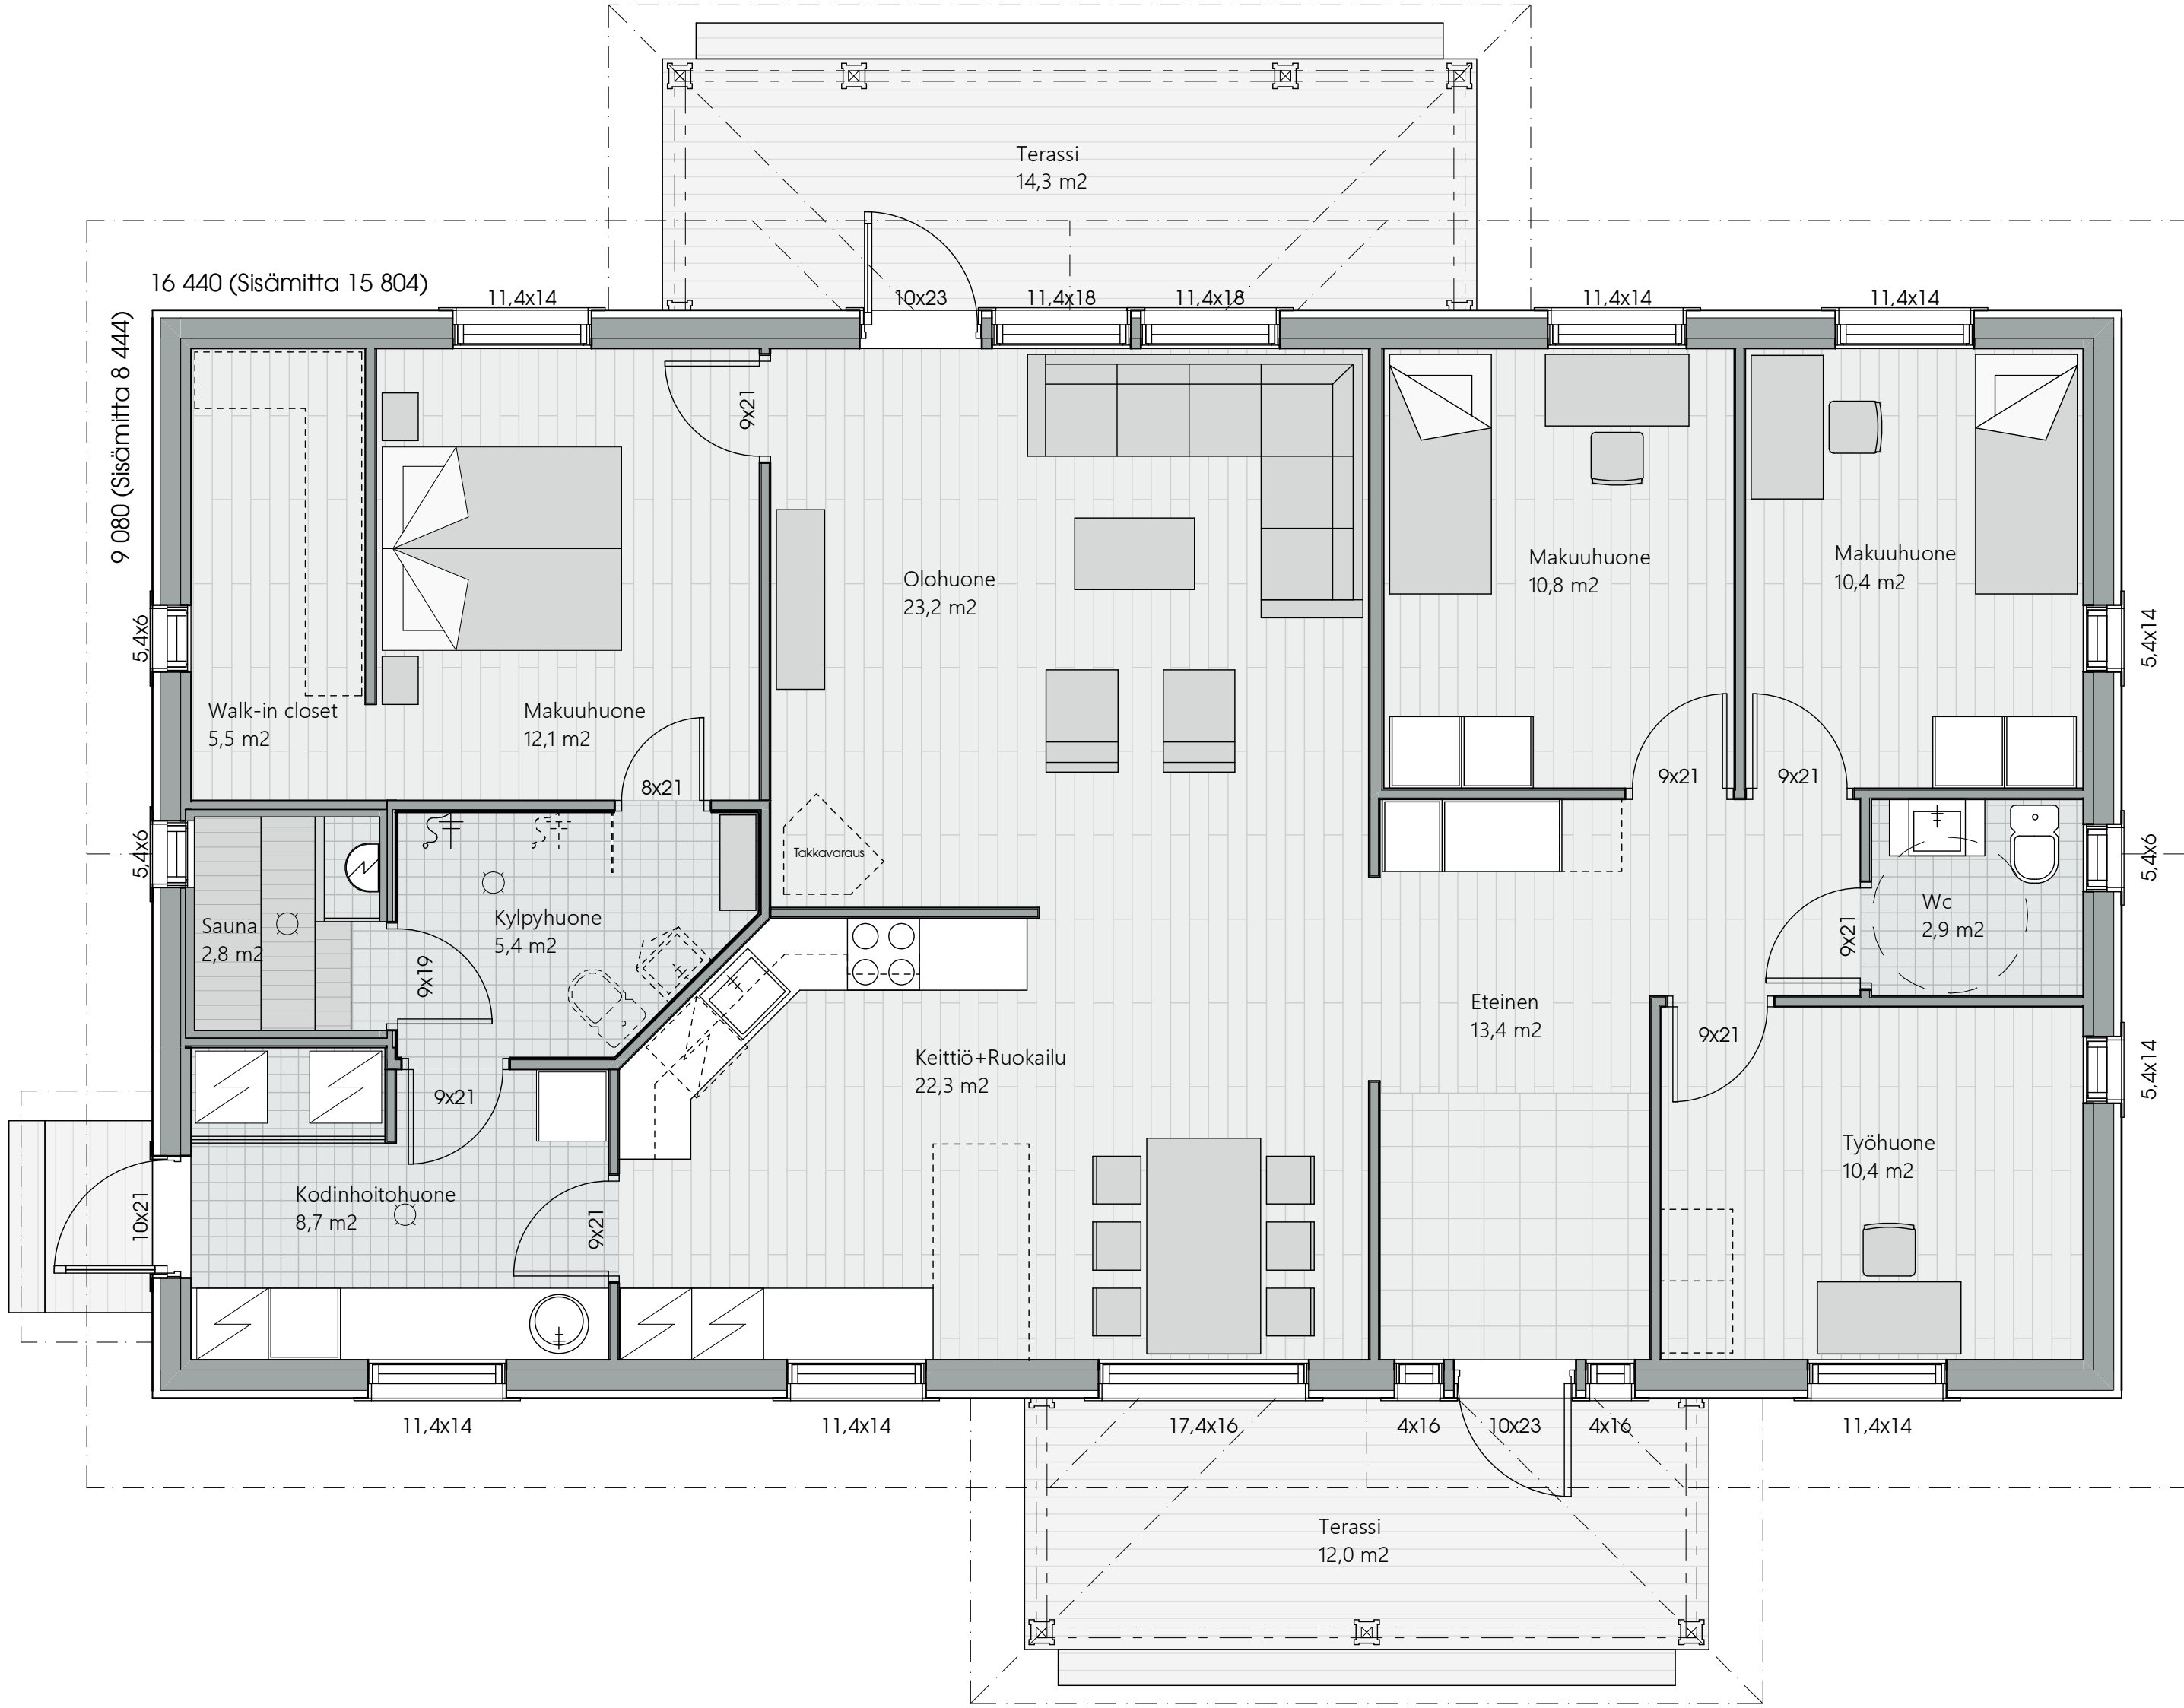 Terassi
14,3 m2
16 440 (Sisämitta 15 804)
9 080 (Sisämitta 8 444)
11,4x14
10x23
11,4x18
11,4x18
11,4x14
11,4x14
9x21
Olohuone
23,2 m2
Makuuhuone
10,8 m2
Makuuhuone
10,4 m2
5,4x6
5,4x14
Walk-in closet
5,5 m2
Makuuhuone
12,1 m2
8x21
9x21
9x21
5,4x6
Takkavaraus
5,4x6
Sauna
2,8 m2
Kylpyhuone
5,4 m2
9x19
Wc
2,9 m2
9x21
Eteinen
13,4 m2
9x21
Keittiö+Ruokailu
22,3 m2
9x21
5,4x14
Työhuone
10,4 m2
Kodinhoitohuone
8,7 m2
10x21
9x21
11,4x14
11,4x14
17,4x16
4x16
10x23
4x16
11,4x14
Terassi
12,0 m2